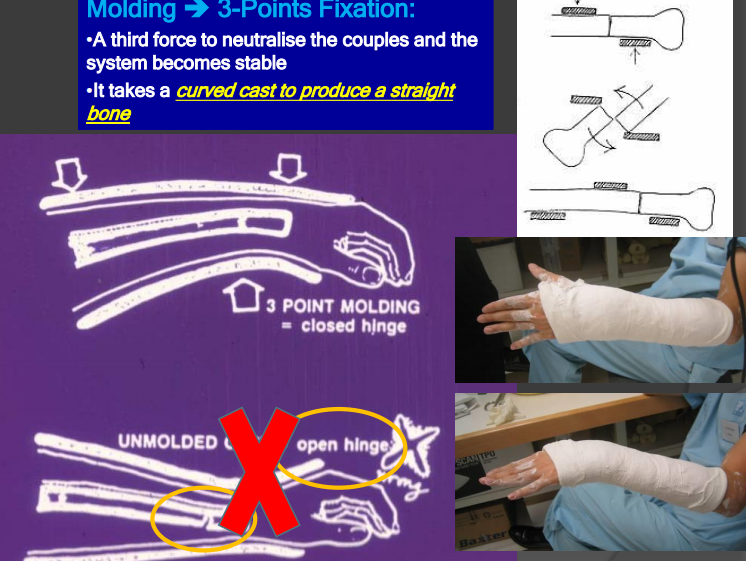 Molding ➔ 3-Points Fixation:
•A third force to neutralise the couples and the
system becomes stable
•It takes a curved cast to produce a straight
bone
3 POINT MOLDING
= closed hinge
UNMOLDED
open hinge
Baxter